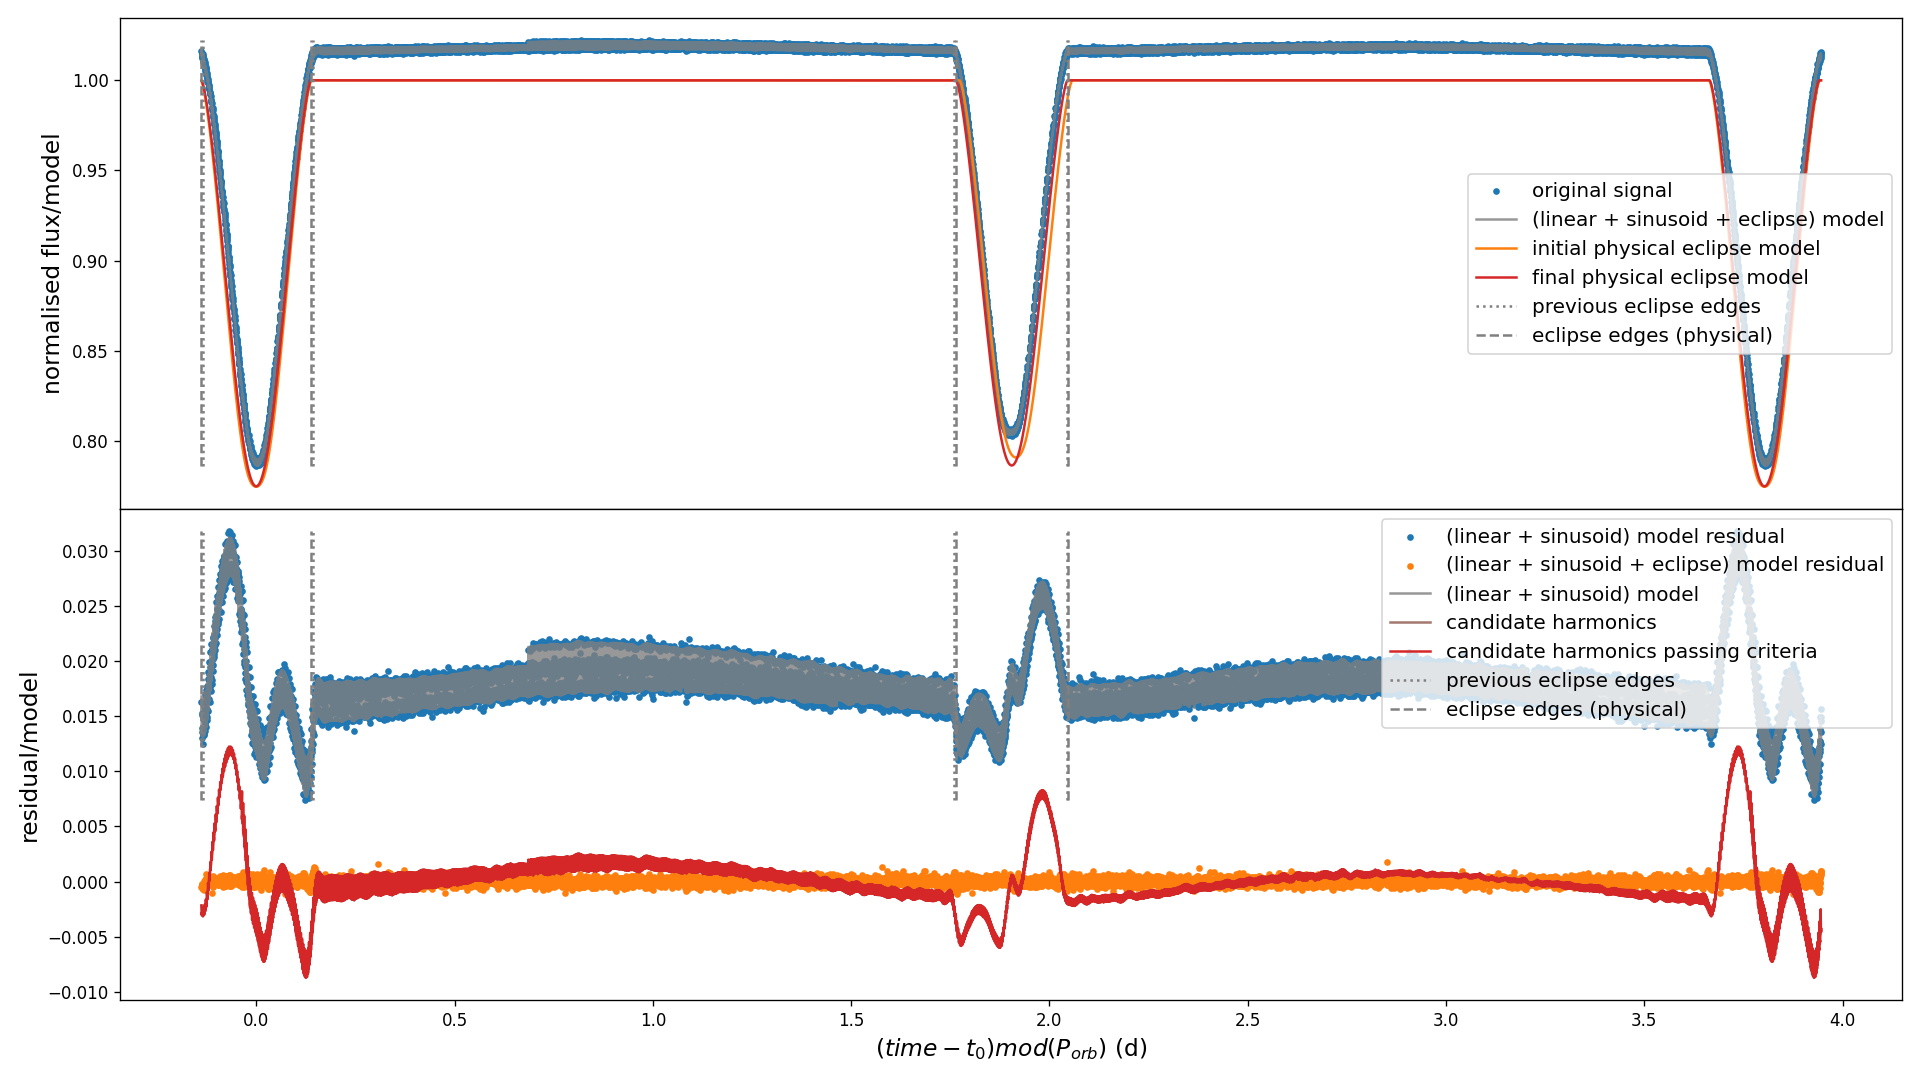 normalised flux/model
1.00
0.95
0.90
0.85
0.80
original signal
(linear + sinusoid + eclipse) model
initial physical eclipse model
final physical eclipse model
previous eclipse edges
eclipse edges (physical)
residual/model
0.030
0.025
0.020
0.015
0.010
0.005
0.000
−0.005
−0.010
(linear + sinusoid) model residual
(linear + sinusoid + eclipse) model residual
(linear + sinusoid) model
candidate harmonics
candidate harmonics passing criteria
previous eclipse edges
eclipse edges (physical)
0.0 0.5 1.0 1.5 2.0 2.5 3.0 3.5 4.0
(time − t₀)mod(Pₒᵣb) (d)